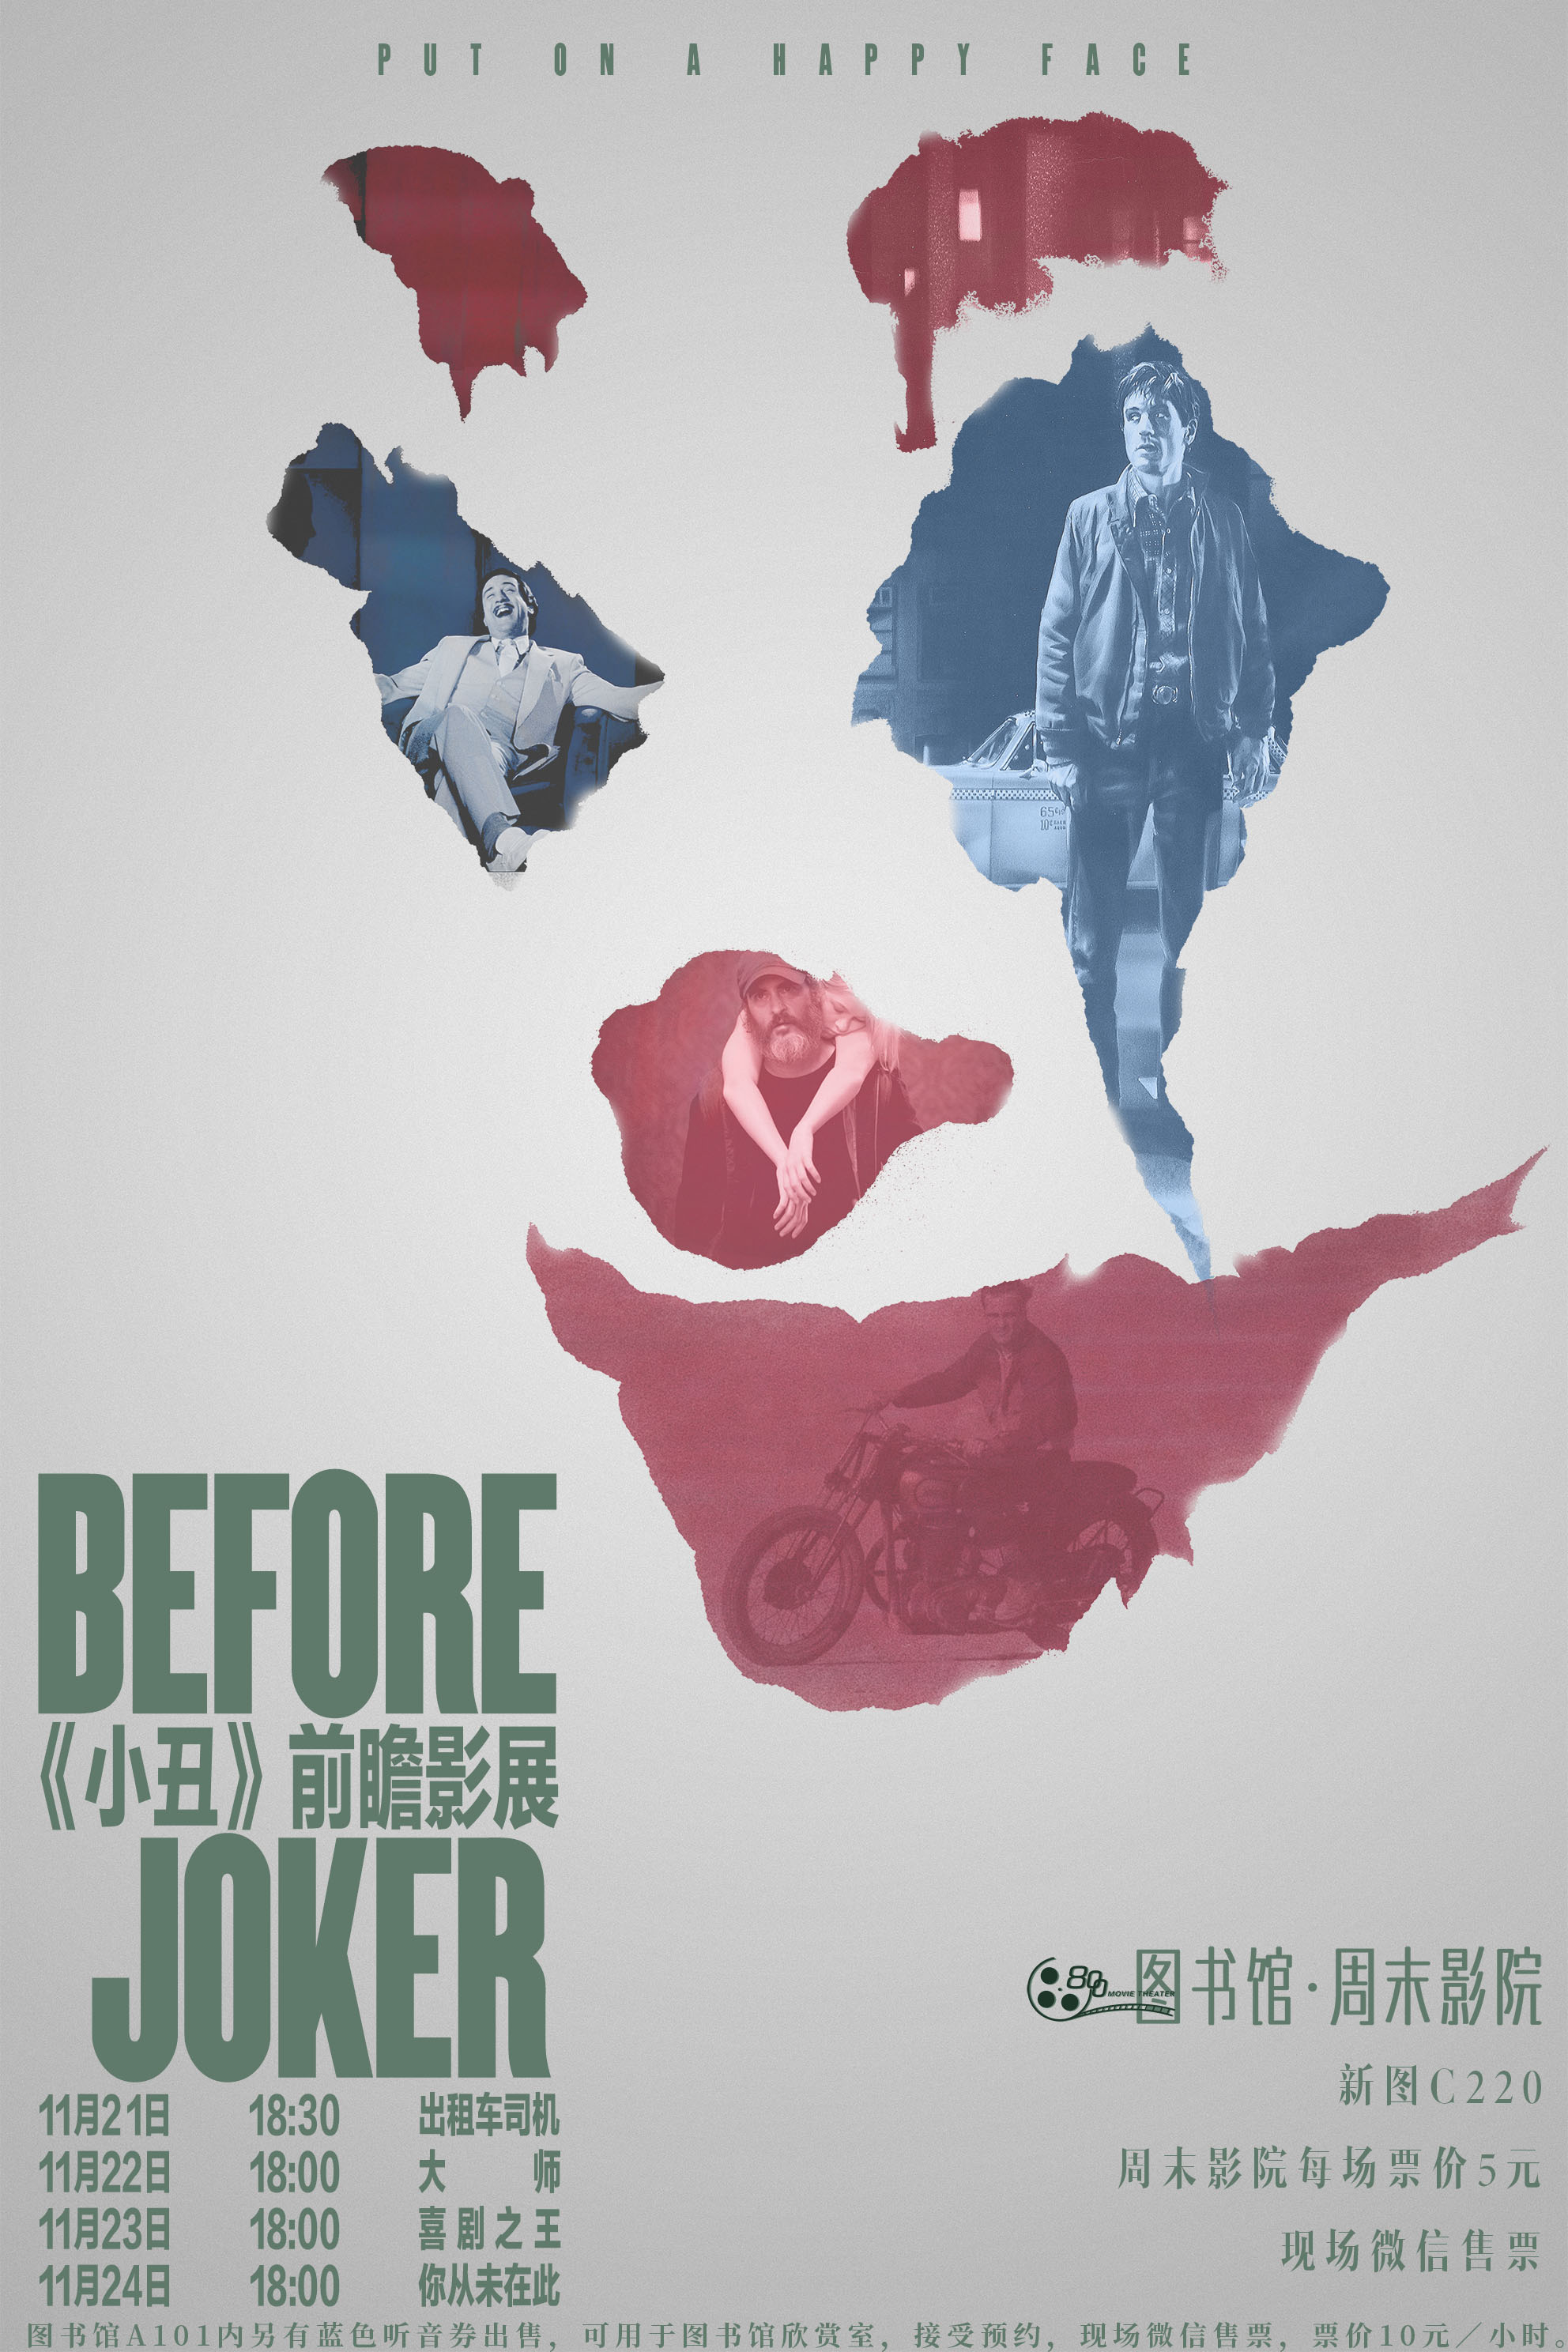 PUT ON A HAPPY FACE
65¢
10¢
BEFORE
《小丑》前瞻影展
JOKER
11月21日 18:30 出租车司机
11月22日 18:00 大师
11月23日 18:00 喜剧之王
11月24日 18:00 你从未在此
800 MOVIE THEATER
图书馆·周末影院
新图C220
周末影院每场票价5元
现场微信售票
图书馆A101内另有蓝色听音券出售，可用于图书馆欣赏室，接受预约，现场微信售票，票价10元／小时